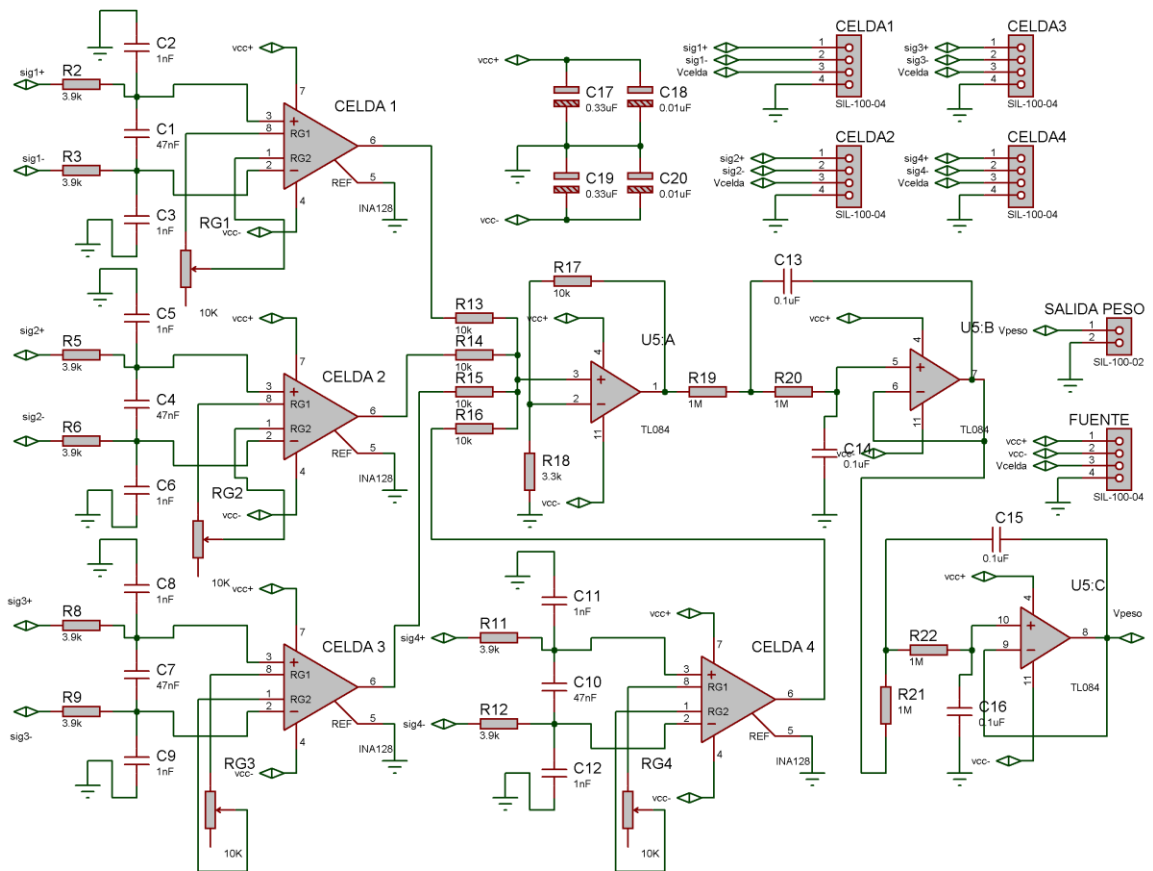 C2
1nF
vcc+
sig1+
R2
3.9k
C1
47nF
sig1-
R3
3.9k
C3
1nF
CELDA 1
3
8
1
2
7
6
5
4
+
RG1
RG2
−
REF
INA128
RG1
vcc-
10K
C5
1nF
vcc+
sig2+
R5
3.9k
C4
47nF
sig2-
R6
3.9k
C6
1nF
CELDA 2
3
8
1
2
7
6
5
4
+
RG1
RG2
−
REF
INA128
RG2
vcc-
10K
C8
1nF
vcc+
sig3+
R8
3.9k
C7
47nF
sig3-
R9
3.9k
C9
1nF
CELDA 3
3
8
1
2
7
6
5
4
+
RG1
RG2
−
REF
INA128
RG3
vcc-
10K
C11
1nF
vcc+
sig4+
R11
3.9k
C10
47nF
sig4-
R12
3.9k
C12
1nF
CELDA 4
3
8
1
2
7
6
5
4
+
RG1
RG2
−
REF
INA128
RG4
vcc-
10K
vcc+
C17
0.33uF
C18
0.01uF
C19
0.33uF
C20
0.01uF
vcc-
CELDA1
sig1+ 1
sig1- 2
Vcelda 3
4
SIL-100-04
CELDA3
sig3+ 1
sig3- 2
Vcelda 3
4
SIL-100-04
CELDA2
sig2+ 1
sig2- 2
Vcelda 3
4
SIL-100-04
CELDA4
sig4+ 1
sig4- 2
Vcelda 3
4
SIL-100-04
R13
10k
R14
10k
R15
10k
R16
10k
R17
10k
vcc+
U5:A
3
2
4
1
11
+
−
TL084
R18
3.3k
vcc-
R19
1M
R20
1M
C13
0.1uF
vcc+
U5:B
5
6
4
7
11
+
−
TL084
C14
0.1uF
vcc-
SALIDA PESO
Vpeso 1
2
SIL-100-02
FUENTE
vcc+ 1
vcc- 2
Vcelda 3
4
SIL-100-04
C15
0.1uF
vcc+
U5:C
Vpeso
R22
1M
10
9
4
8
11
+
−
TL084
R21
1M
C16
0.1uF
vcc-